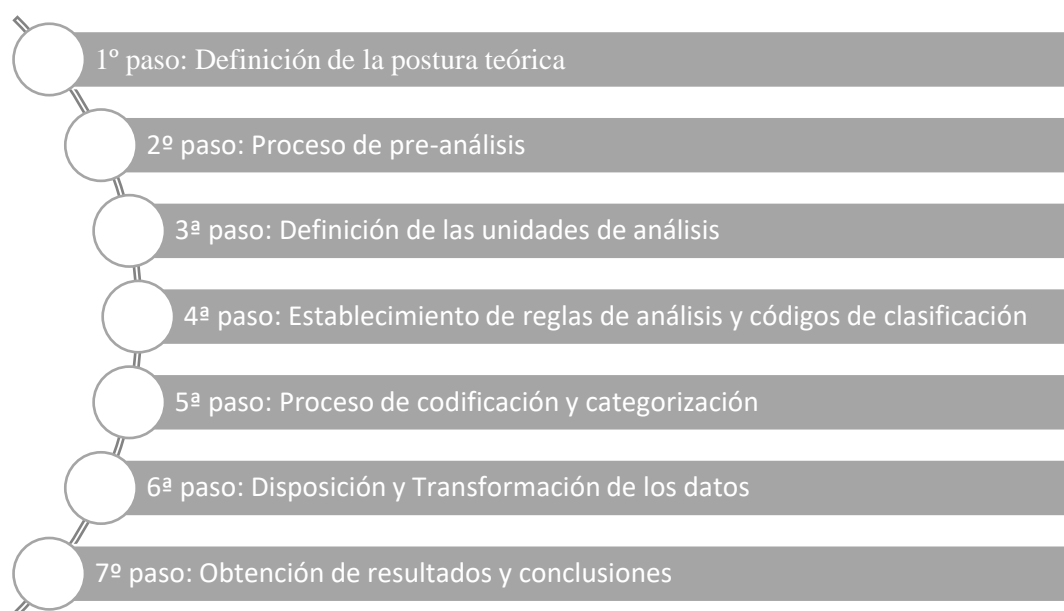 1º paso: Definición de la postura teórica
2º paso: Proceso de pre-análisis
3ª paso: Definición de las unidades de análisis
4ª paso: Establecimiento de reglas de análisis y códigos de clasificación
5ª paso: Proceso de codificación y categorización
6ª paso: Disposición y Transformación de los datos
7º paso: Obtención de resultados y conclusiones